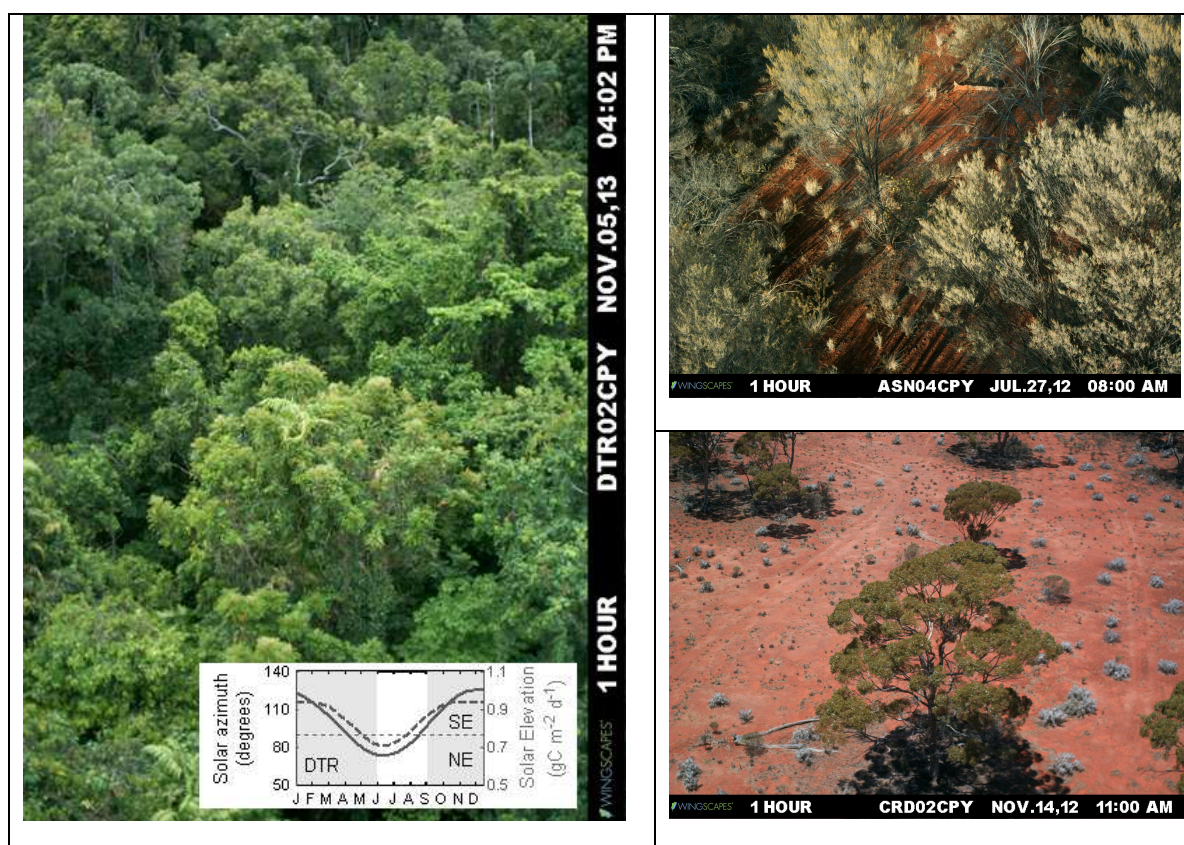 1 HOUR DTR02CPY NOV.05,13 04:02 PM
WINGSCAPES
140
110
80
50
Solar azimuth
(degrees)
1.1
0.9
0.7
0.5
Solar Elevation
(gC m-2 d-1)
SE
NE
DTR
J F M A M J J A S O N D
WINGSCAPES 1 HOUR ASN04CPY JUL.27,12 08:00 AM
WINGSCAPES 1 HOUR CRD02CPY NOV.14,12 11:00 AM